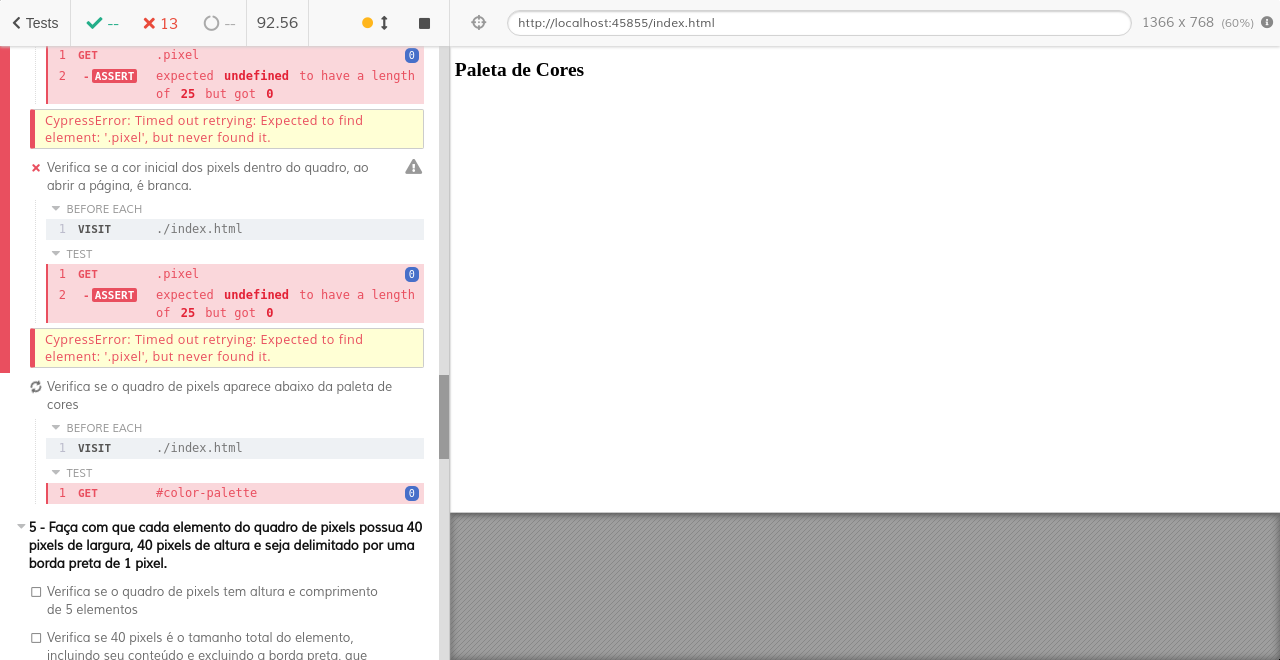 Tests
--
13
--
92.56
http://localhost:45855/index.html
1366 x 768 (60%)
1 GET .pixel 0
2 -ASSERT expected undefined to have a length
of 25 but got 0
CypressError: Timed out retrying: Expected to find
element: '.pixel', but never found it.
Verifica se a cor inicial dos pixels dentro do quadro, ao
abrir a página, é branca.
BEFORE EACH
1 VISIT ./index.html
TEST
1 GET .pixel 0
2 -ASSERT expected undefined to have a length
of 25 but got 0
CypressError: Timed out retrying: Expected to find
element: '.pixel', but never found it.
Verifica se o quadro de pixels aparece abaixo da paleta de
cores
BEFORE EACH
1 VISIT ./index.html
TEST
1 GET #color-palette 0
5 - Faça com que cada elemento do quadro de pixels possua 40
pixels de largura, 40 pixels de altura e seja delimitado por uma
borda preta de 1 pixel.
Verifica se o quadro de pixels tem altura e comprimento
de 5 elementos
Verifica se 40 pixels é o tamanho total do elemento,
incluindo seu conteúdo e excluindo a borda preta, que
Paleta de Cores